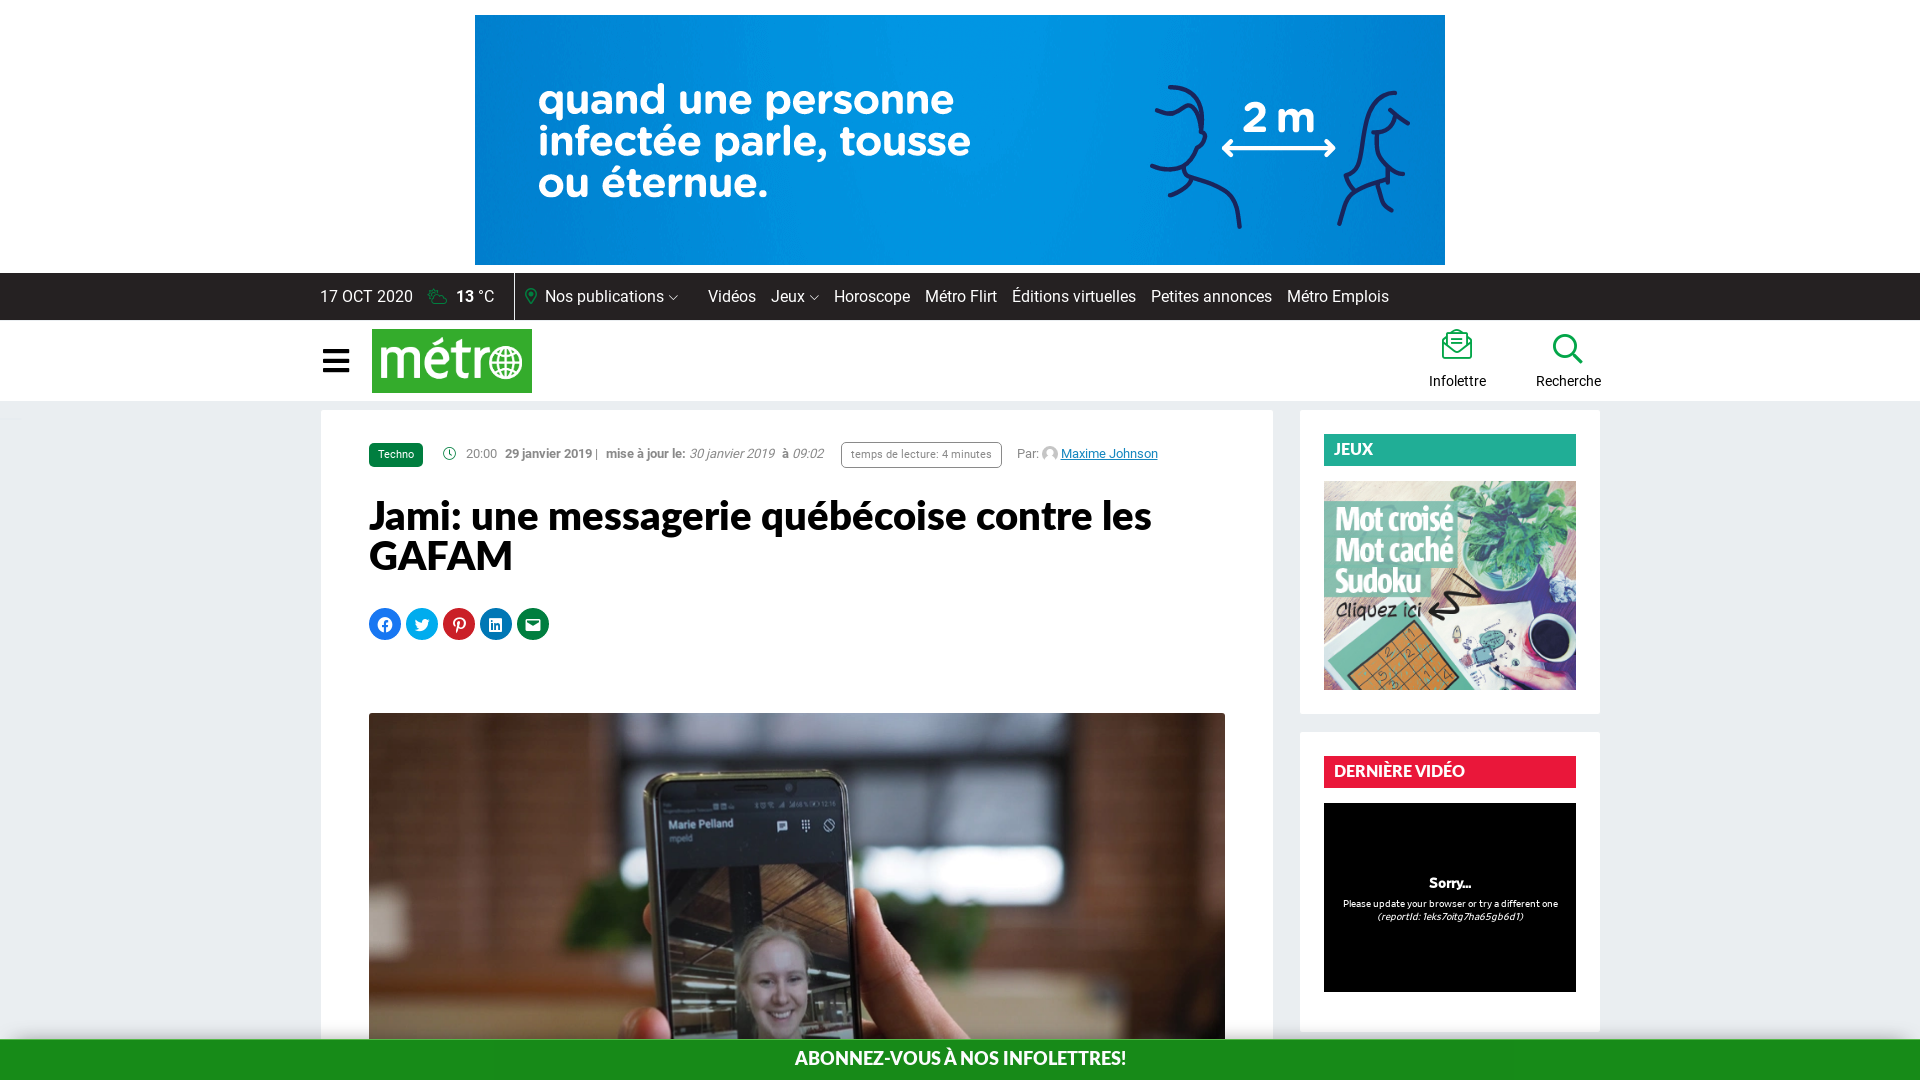 quand une personne
infectée parle, tousse
ou éternue.
2 m
17 OCT 2020 13 °C Nos publications Vidéos Jeux Horoscope Métro Flirt Éditions virtuelles Petites annonces Métro Emplois
métro
Infolettre Recherche
Techno 20:00 29 janvier 2019 | mise à jour le: 30 janvier 2019 à 09:02 temps de lecture: 4 minutes Par: Maxime Johnson
Jami: une messagerie québécoise contre les
GAFAM
Marie Pelland
mpeld
JEUX
Mot croisé
Mot caché
Sudoku
Cliquez ici
DERNIÈRE VIDÉO
Sorry...
Please update your browser or try a different one
(reportId: 1eks7oitg7ha65gb6d1)
ABONNEZ-VOUS À NOS INFOLETTRES!